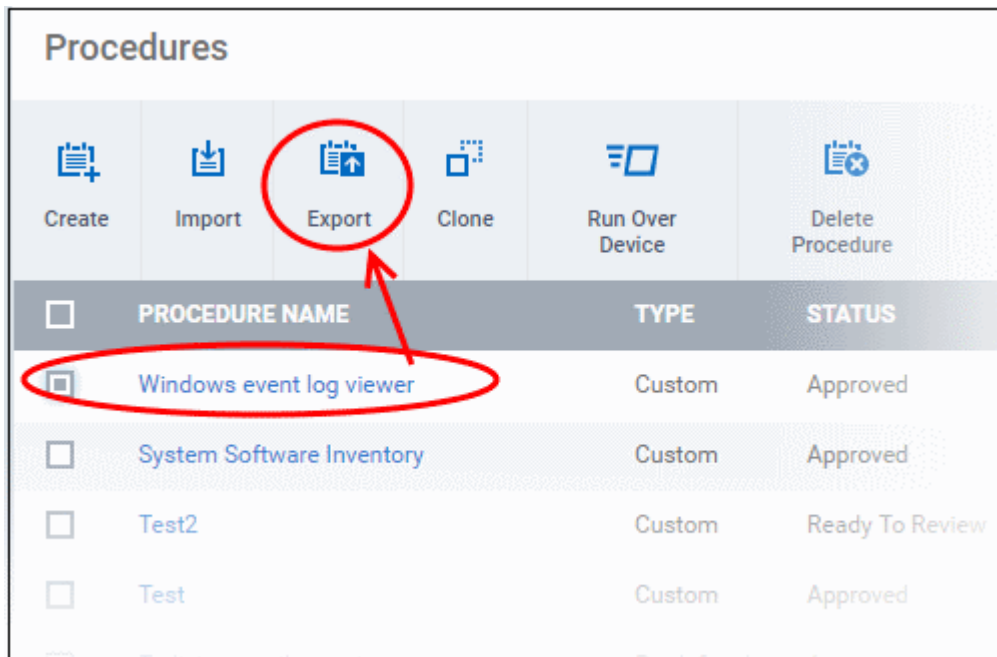 Procedures
Create
Import
Export
Clone
Run Over
Device
Delete
Procedure
PROCEDURE NAME TYPE STATUS
Windows event log viewer Custom Approved
System Software Inventory Custom Approved
Test2 Custom Ready To Review
Test Custom Approved